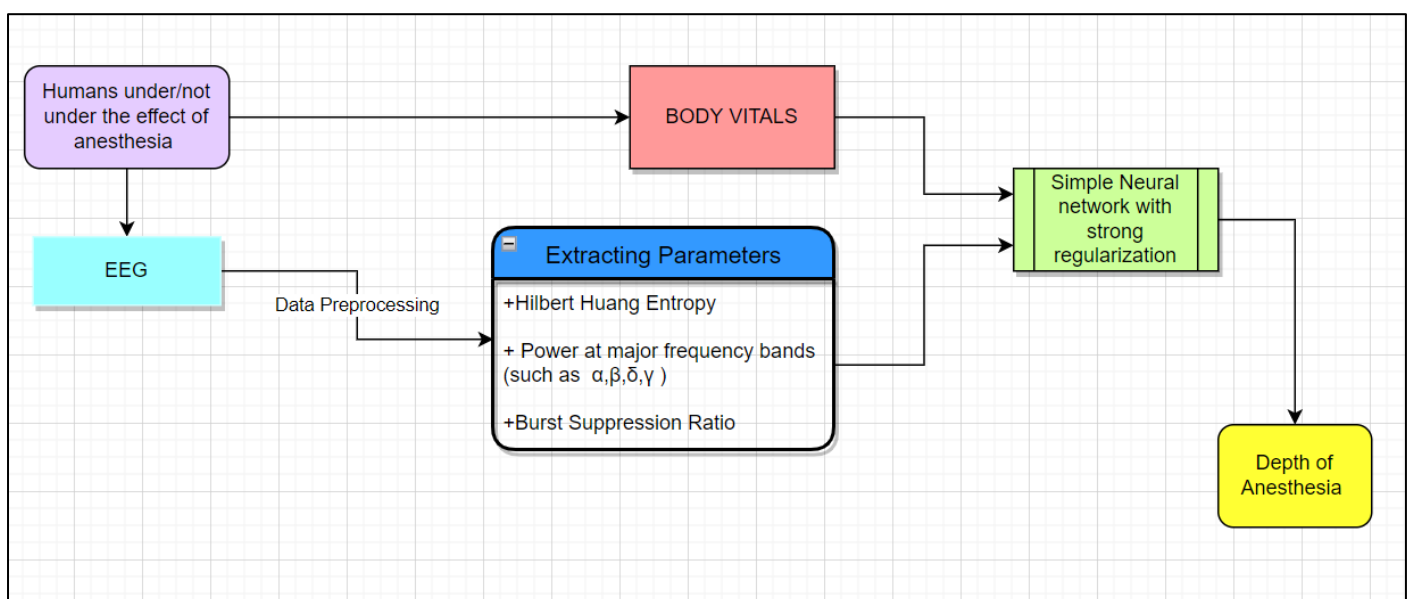 Humans under/not
under the effect of
anesthesia
BODY VITALS
EEG
Data Preprocessing
Extracting Parameters
+Hilbert Huang Entropy
+ Power at major frequency bands
(such as α,β,δ,γ )
+Burst Suppression Ratio
Simple Neural
network with
strong
regularization
Depth of
Anesthesia